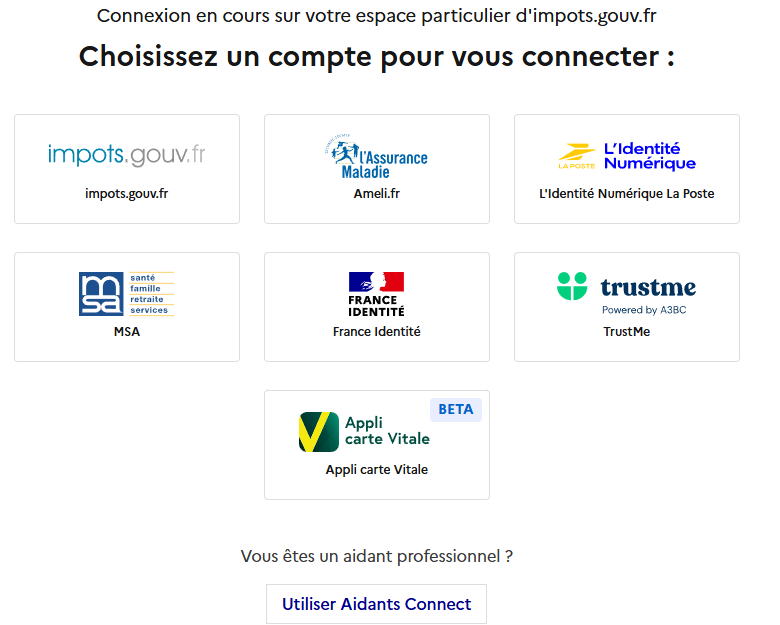 Connexion en cours sur votre espace particulier d'impots.gouv.fr
Choisissez un compte pour vous connecter :
impots.gouv.fr
impots.gouv.fr
l'Assurance
Maladie
Ameli.fr
LA POSTE
L'Identité
Numérique
L'Identité Numérique La Poste
msa
santé
famille
retraite
services
MSA
FRANCE
IDENTITÉ
France Identité
trustme
Powered by A3BC
TrustMe
BETA
Appli
carte Vitale
Appli carte Vitale
Vous êtes un aidant professionnel ?
Utiliser Aidants Connect